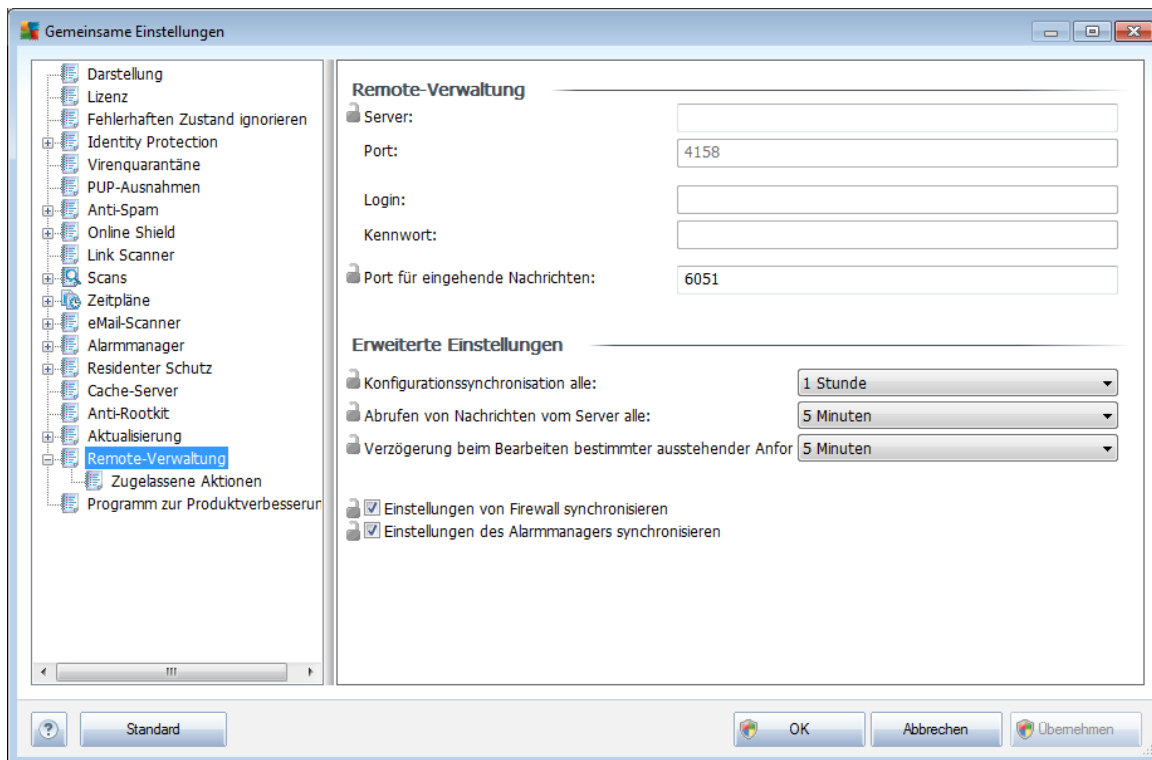 Gemeinsame Einstellungen
Darstellung
Lizenz
Fehlerhaften Zustand ignorieren
Identity Protection
Virenquarantäne
PUP-Ausnahmen
Anti-Spam
Online Shield
Link Scanner
Scans
Zeitpläne
eMail-Scanner
Alarmmanager
Residenter Schutz
Cache-Server
Anti-Rootkit
Aktualisierung
Remote-Verwaltung
Zugelassene Aktionen
Programm zur Produktverbesserur
Remote-Verwaltung
Server:
Port: 4158
Login:
Kennwort:
Port für eingehende Nachrichten: 6051
Erweiterte Einstellungen
Konfigurationssynchronisation alle: 1 Stunde
Abrufen von Nachrichten vom Server alle: 5 Minuten
Verzögerung beim Bearbeiten bestimmter ausstehender Anfor 5 Minuten
Einstellungen von Firewall synchronisieren
Einstellungen des Alarmmanagers synchronisieren
? Standard OK Abbrechen Übernehmen